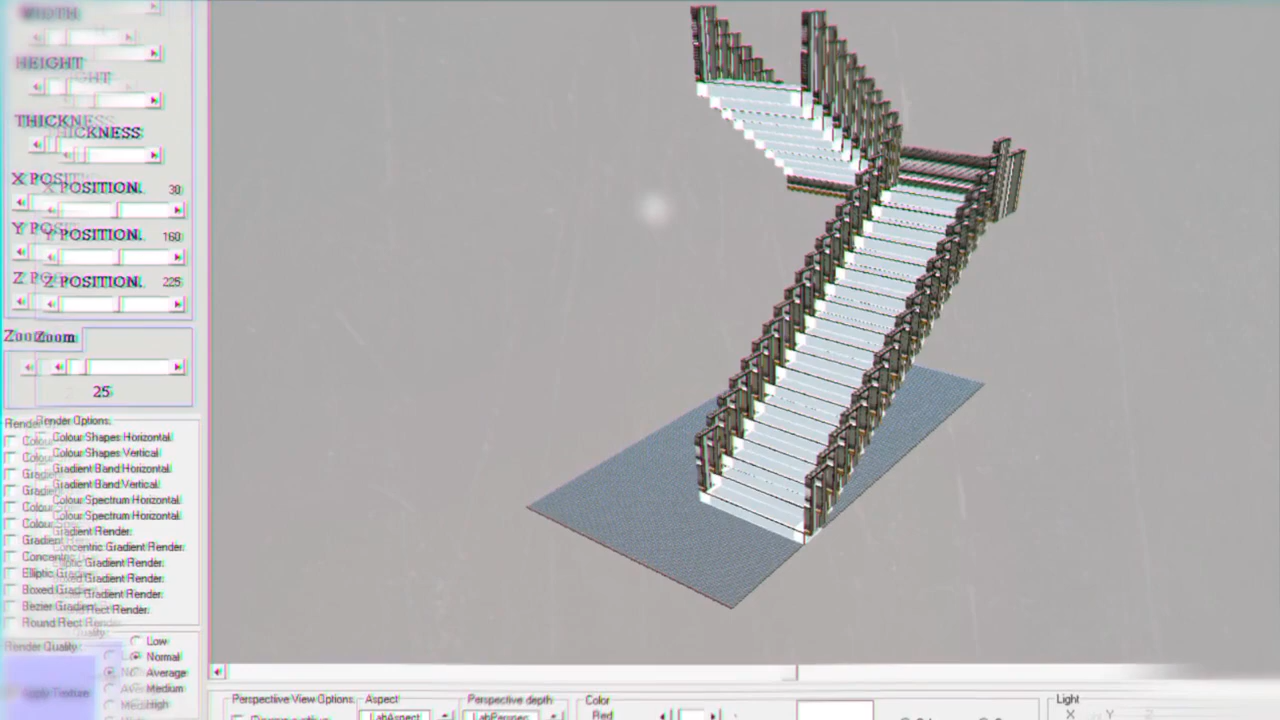 WIDTH
HEIGHT
THICKNESS
THICKNESS
X POSITION. 30
Y POSITION. 160
Z POSITION. 225
Zoom
25
Render Options.
Colour Shapes Horizontal
Colour Shapes Vertical
Gradient Band Horizontal
Gradient Band Vertical
Colour Spectrum Horizontal
Colour Spectrum Horizontal
Gradient Render.
Concentric Gradient Render.
Elliptic Gradient Render.
Boxed Gradient Render.
Bezier Gradient Render.
Round Rect Render.
Render Quality:
Low
Normal
Average
Medium
High
Apply Texture
Perspective View Options. Aspect Perspective depth Color Light
LabAspect LabPerspec Red X Y Z